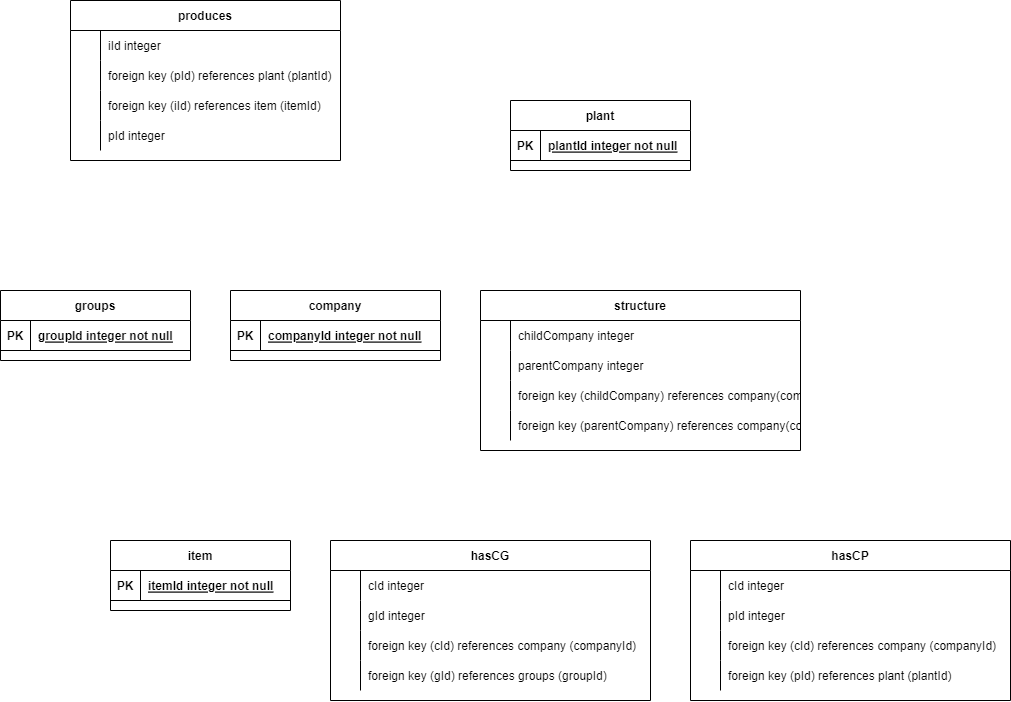 produces
iId integer
foreign key (pId) references plant (plantId)
foreign key (iId) references item (itemId)
pId integer
plant
PK plantId integer not null
groups
PK groupId integer not null
company
PK companyId integer not null
structure
childCompany integer
parentCompany integer
foreign key (childCompany) references company(com
foreign key (parentCompany) references company(co
item
PK itemId integer not null
hasCG
cId integer
gId integer
foreign key (cId) references company (companyId)
foreign key (gId) references groups (groupId)
hasCP
cId integer
pId integer
foreign key (cId) references company (companyId)
foreign key (pId) references plant (plantId)